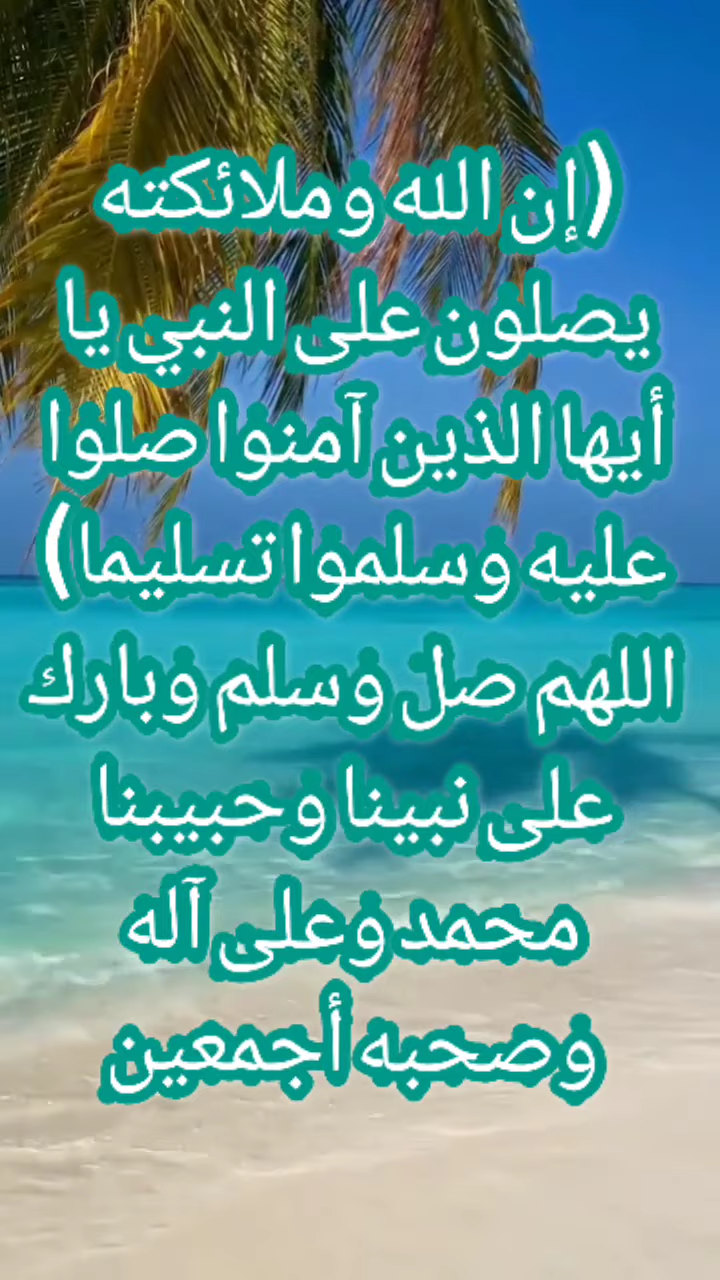 (إن الله وملائكته
يصلون على النبي يا
أيها الذين آمنوا صلوا
عليه وسلموا تسليما)
اللهم صل وسلم وبارك
على نبينا وحبيبنا
محمد وعلى آله
وصحبه أجمعين